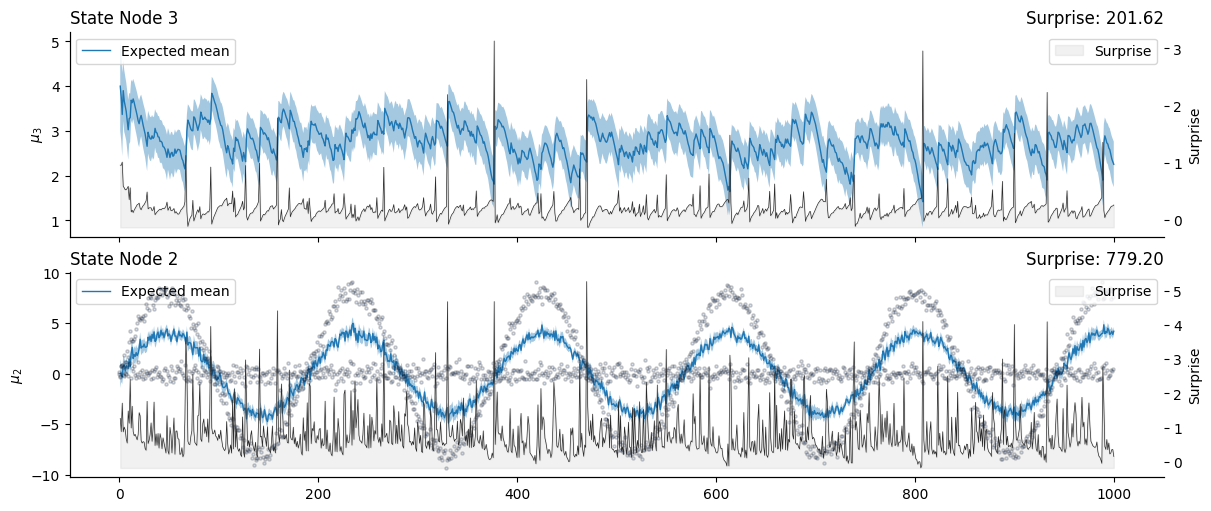 State Node 3
Surprise: 201.62
Expected mean
Surprise
5
4
3
2
1
μ3
3
2
1
0
Surprise
State Node 2
Surprise: 779.20
Expected mean
Surprise
10
5
0
−5
−10
μ2
5
4
3
2
1
0
Surprise
0
200
400
600
800
1000